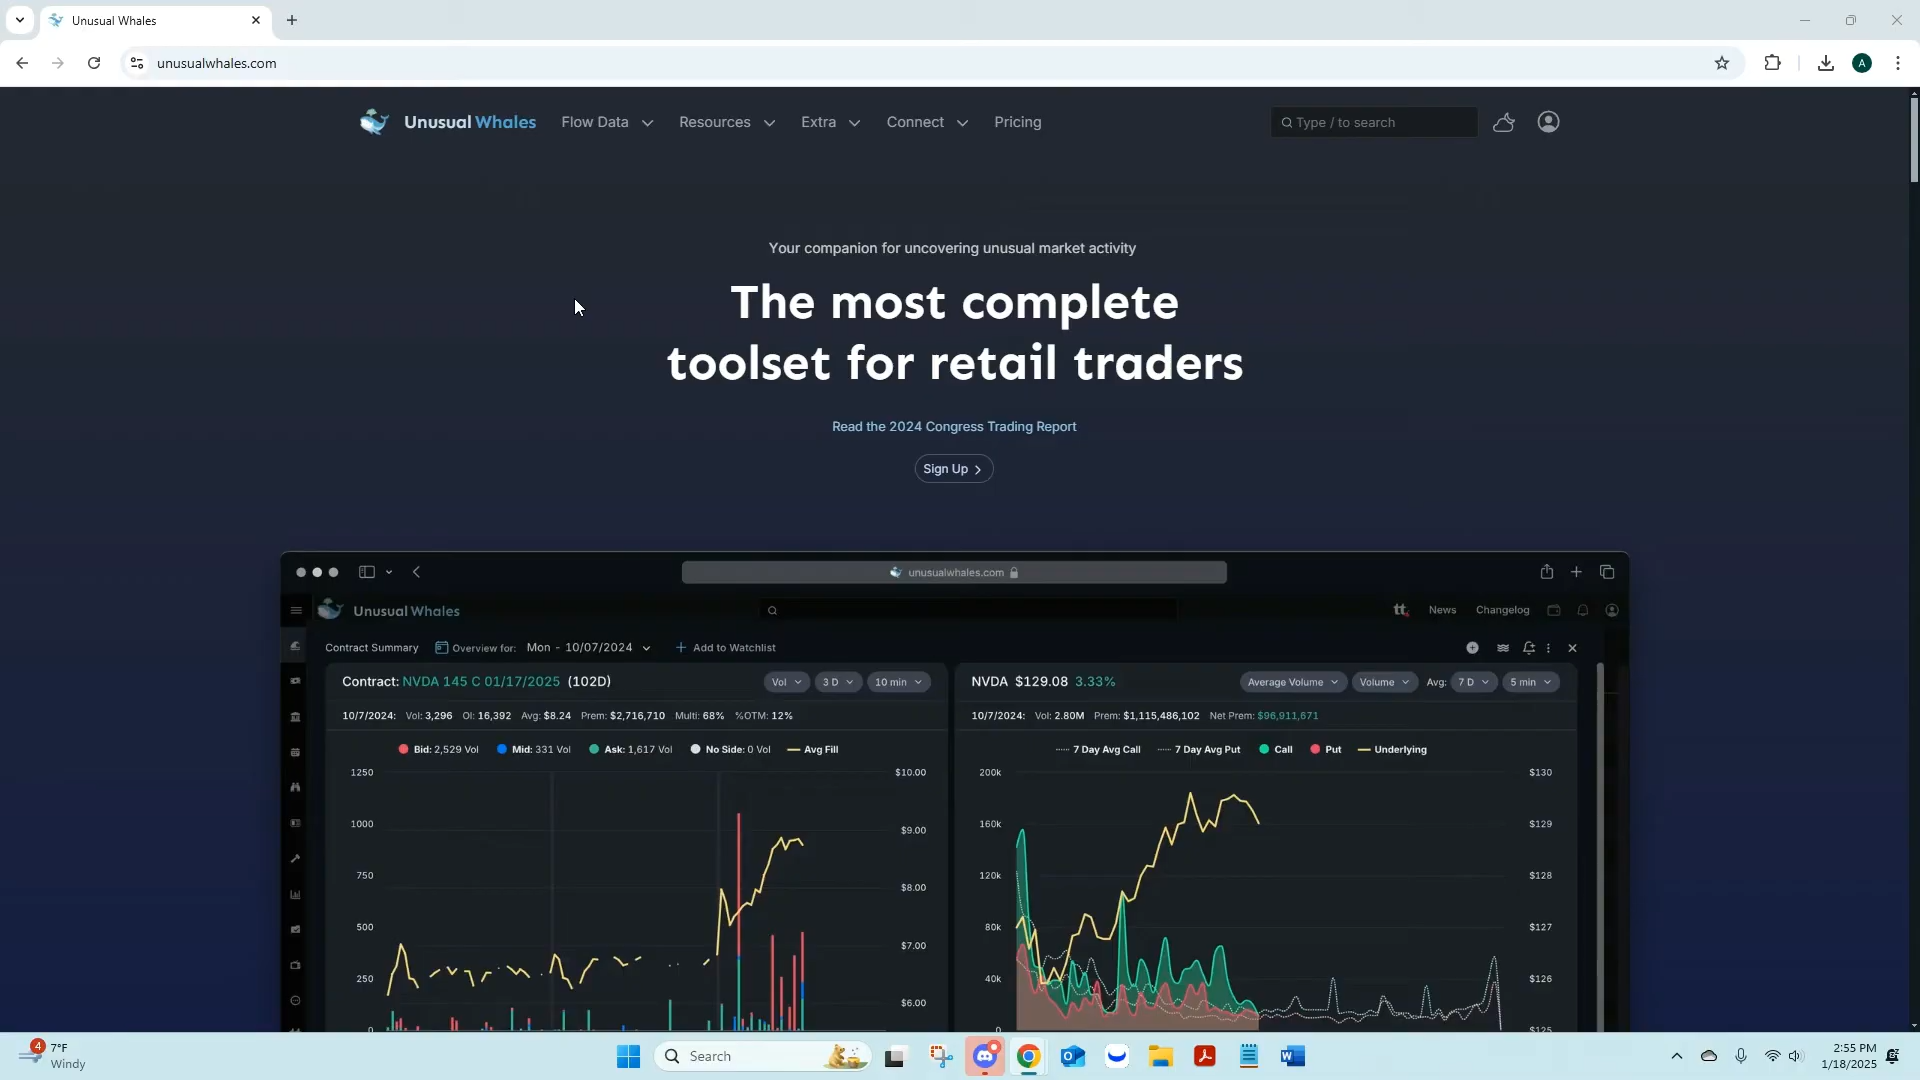 Unusual Whales
unusualwhales.com
A
Unusual Whales
Flow Data
Resources
Extra
Connect
Pricing
Type / to search
Your companion for uncovering unusual market activity
The most complete
toolset for retail traders
Read the 2024 Congress Trading Report
Sign Up
unusualwhales.com
Unusual Whales
tt
News
Changelog
Contract Summary
Overview for:
Mon - 10/07/2024
Add to Watchlist
Contract: NVDA 145 C 01/17/2025 (102D)
Vol
3 D
10 min
10/7/2024: Vol: 3,296 OI: 16,392 Avg: $8.24 Prem: $2,716,710 Multi: 68% %OTM: 12%
Bid: 2,529 Vol
Mid: 331 Vol
Ask: 1,617 Vol
No Side: 0 Vol
Avg Fill
1250
1000
750
500
250
0
$10.00
$9.00
$8.00
$7.00
$6.00
NVDA $129.08 3.33%
Average Volume
Volume
Avg:
7 D
5 min
10/7/2024: Vol: 2.80M Prem: $1,115,486,102 Net Prem: $96,911,671
7 Day Avg Call
7 Day Avg Put
Call
Put
Underlying
200k
160k
120k
80k
40k
0
$130
$129
$128
$127
$126
$125
4
7°F
Windy
Search
2:55 PM
1/18/2025